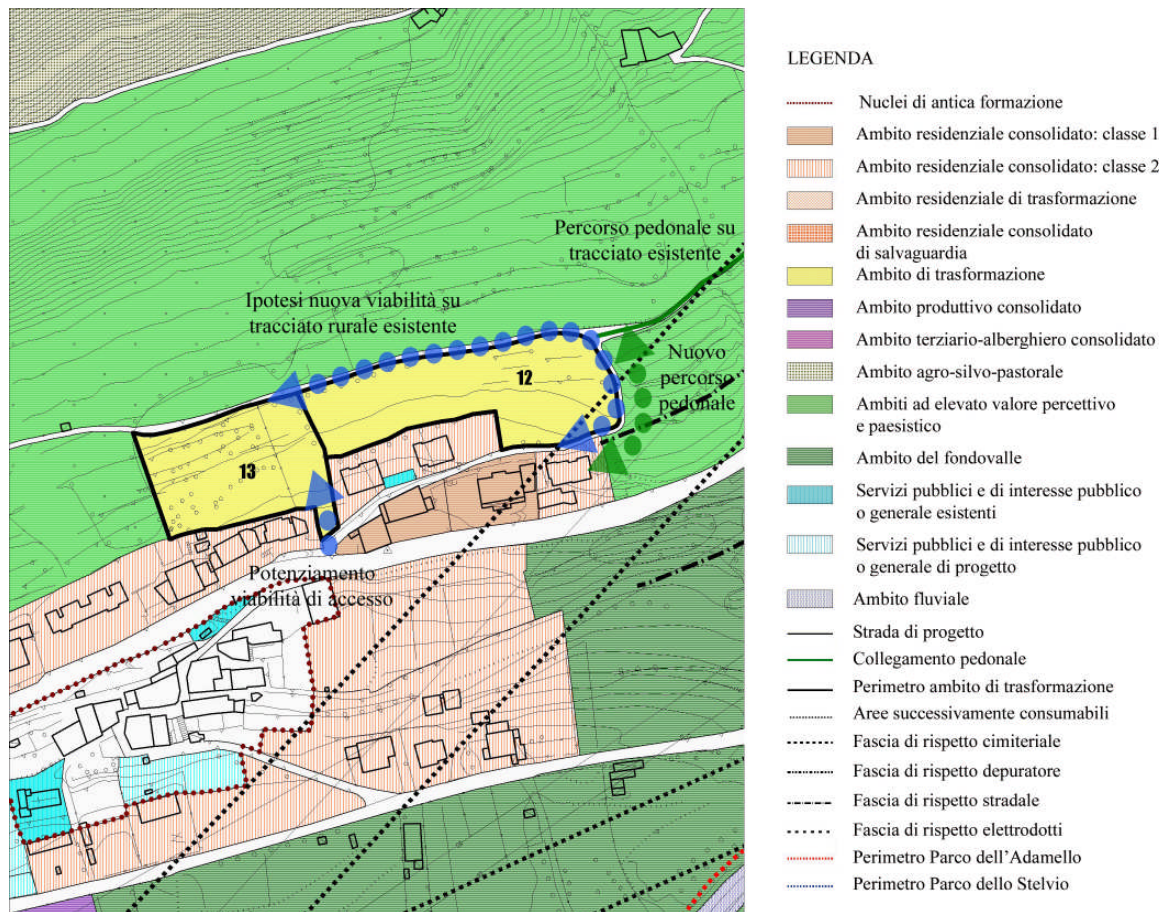 Percorso pedonale su
tracciato esistente
Ipotesi nuova viabilità su
tracciato rurale esistente
Nuovo
percorso
pedonale
12
13
Potenziamento
viabilità di accesso
LEGENDA
Nuclei di antica formazione
Ambito residenziale consolidato: classe 1
Ambito residenziale consolidato: classe 2
Ambito residenziale di trasformazione
Ambito residenziale consolidato
di salvaguardia
Ambito di trasformazione
Ambito produttivo consolidato
Ambito terziario-alberghiero consolidato
Ambito agro-silvo-pastorale
Ambiti ad elevato valore percettivo
e paesistico
Ambito del fondovalle
Servizi pubblici e di interesse pubblico
o generale esistenti
Servizi pubblici e di interesse pubblico
o generale di progetto
Ambito fluviale
Strada di progetto
Collegamento pedonale
Perimetro ambito di trasformazione
Aree successivamente consumabili
Fascia di rispetto cimiteriale
Fascia di rispetto depuratore
Fascia di rispetto stradale
Fascia di rispetto elettrodotti
Perimetro Parco dell'Adamello
Perimetro Parco dello Stelvio